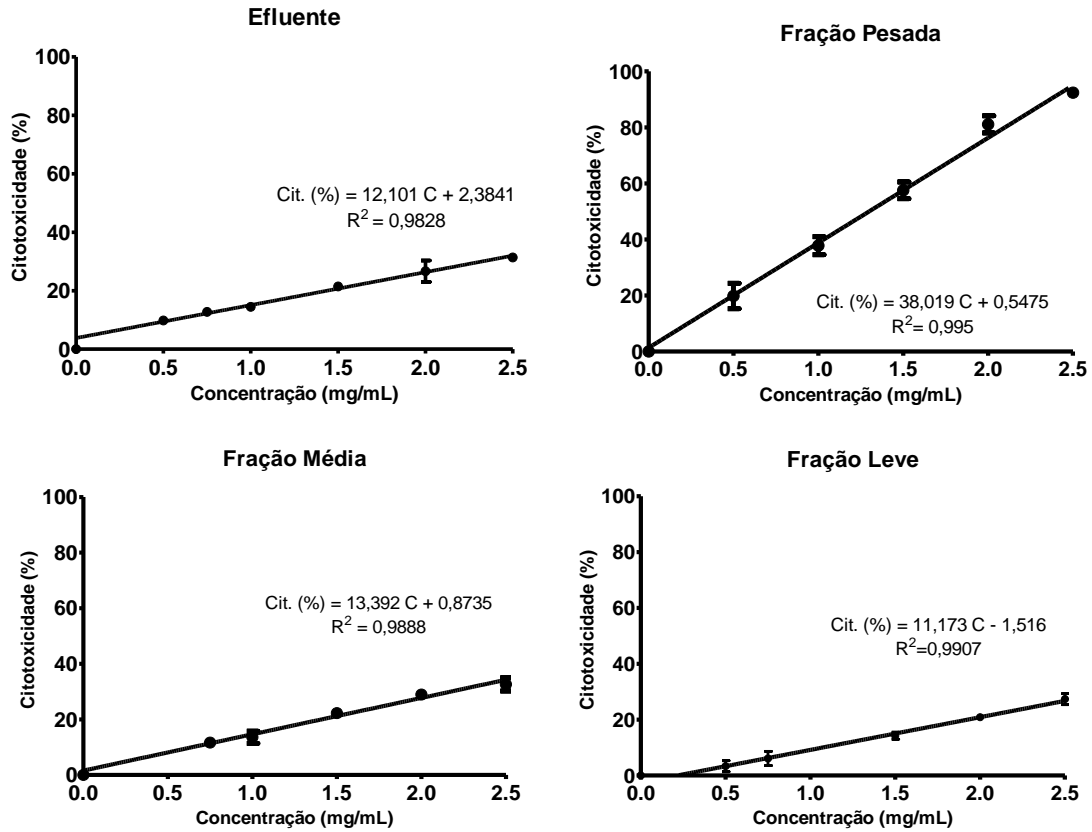 Efluente
Citotoxicidade (%)
100
80
60
40
20
0
Cit. (%) = 12,101 C + 2,3841
R² = 0,9828
0.0 0.5 1.0 1.5 2.0 2.5
Concentração (mg/mL)
Fração Pesada
Citotoxicidade (%)
100
80
60
40
20
0
Cit. (%) = 38,019 C + 0,5475
R²= 0,995
0.0 0.5 1.0 1.5 2.0 2.5
Concentração (mg/mL)
Fração Média
Citotoxicidade (%)
100
80
60
40
20
0
Cit. (%) = 13,392 C + 0,8735
R² = 0,9888
0.0 0.5 1.0 1.5 2.0 2.5
Concentração (mg/mL)
Fração Leve
Citotoxicidade (%)
100
80
60
40
20
0
Cit. (%) = 11,173 C - 1,516
R²=0,9907
0.0 0.5 1.0 1.5 2.0 2.5
Concentração (mg/mL)